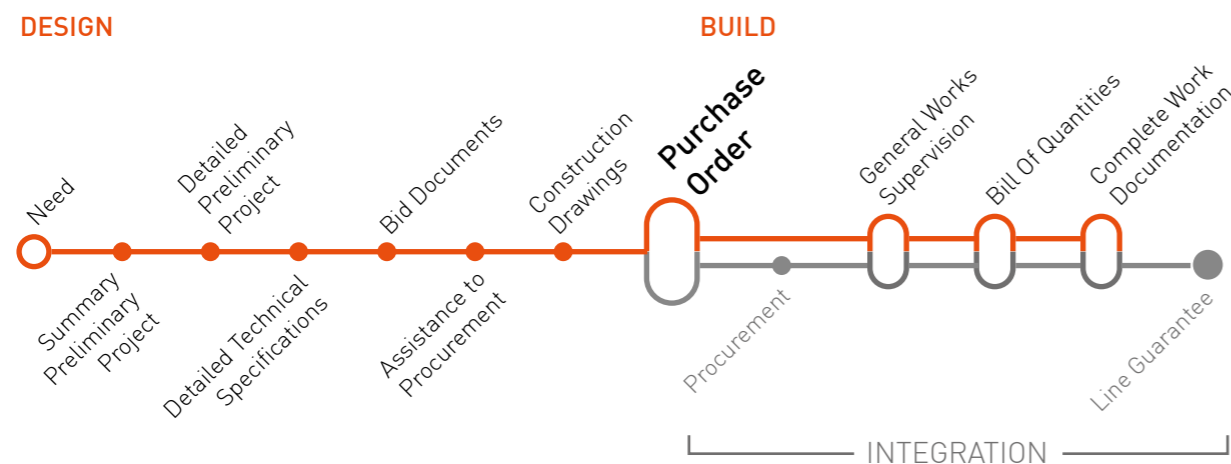 DESIGN
BUILD
Need
Summary
Preliminary
Project
Detailed
Preliminary
Project
Detailed Technical
Specifications
Bid Documents
Assistance to
Procurement
Construction
Drawings
Purchase
Order
Procurement
General Works
Supervision
Bill Of Quantities
Complete Work
Documentation
Line Guarantee
INTEGRATION